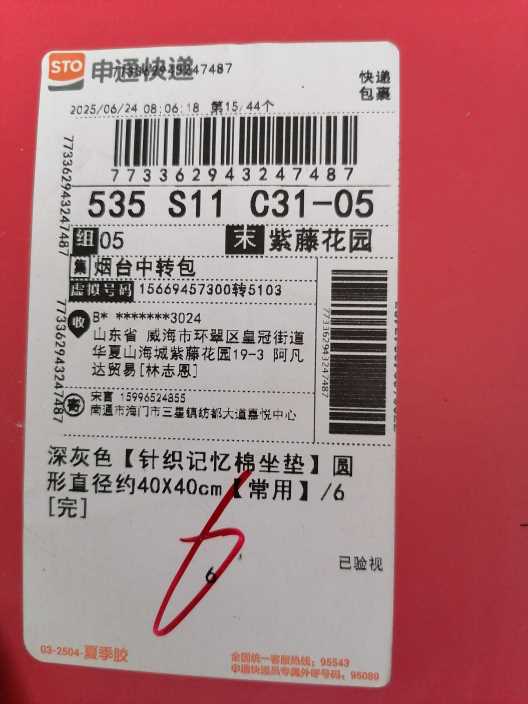 STO 申通快递
773362943247487
快递
包裹
2025/06/24 08:06:18 第15/44个
773362943247487
773362943247487
535 S11 C31-05
组 05
末 紫藤花园
集 烟台中转包
虚拟号码 15669457300转5103
收 B* *******3024
山东省 威海市环翠区皇冠街道
华夏山海城紫藤花园19-3 阿凡
达贸易[林志恩]
773362943247487
773362943247487
寄 宋富 15996524855
南通市海门市三星镇纺都大道嘉悦中心
深灰色【针织记忆棉坐垫】圆
形直径约40X40cm【常用】/6
[完]
6
6
已验视
03-2504-夏季胶
全国统一客服热线：95543
申通快递员专属外呼号码：95089